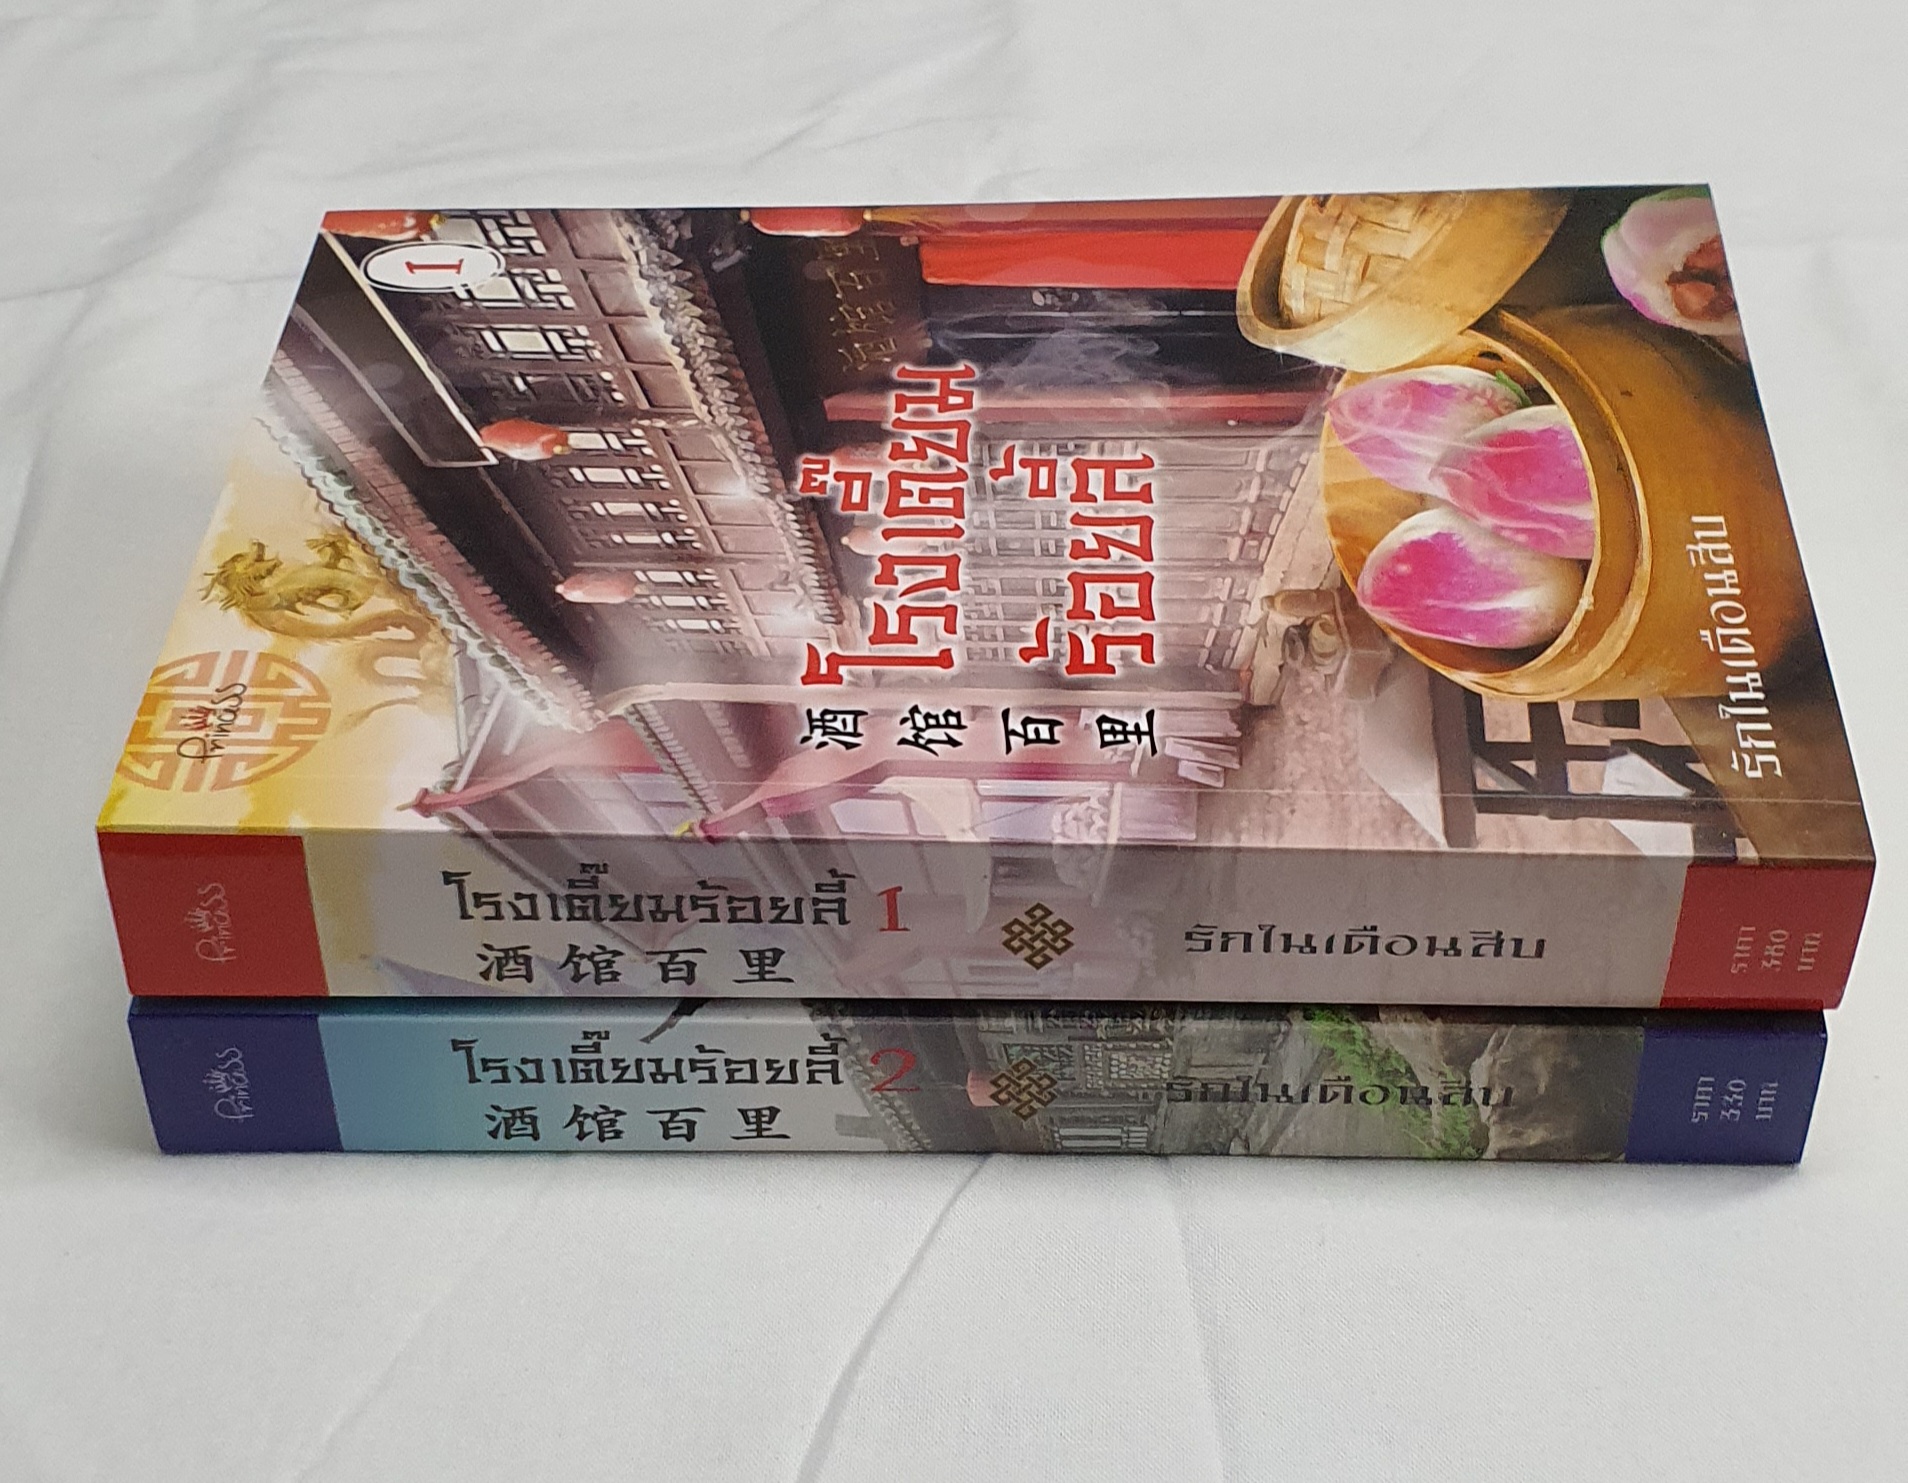 1
Princess
โรงเตี๊ยม
ร้อยลี้
酒馆百里
รักในเดือนสิบ
Princess
โรงเตี๊ยมร้อยลี้ 1
酒馆百里
รักในเดือนสิบ
ราคา
บาท
Princess
โรงเตี๊ยมร้อยลี้ 2
酒馆百里
รักในเดือนสิบ
ราคา
บาท